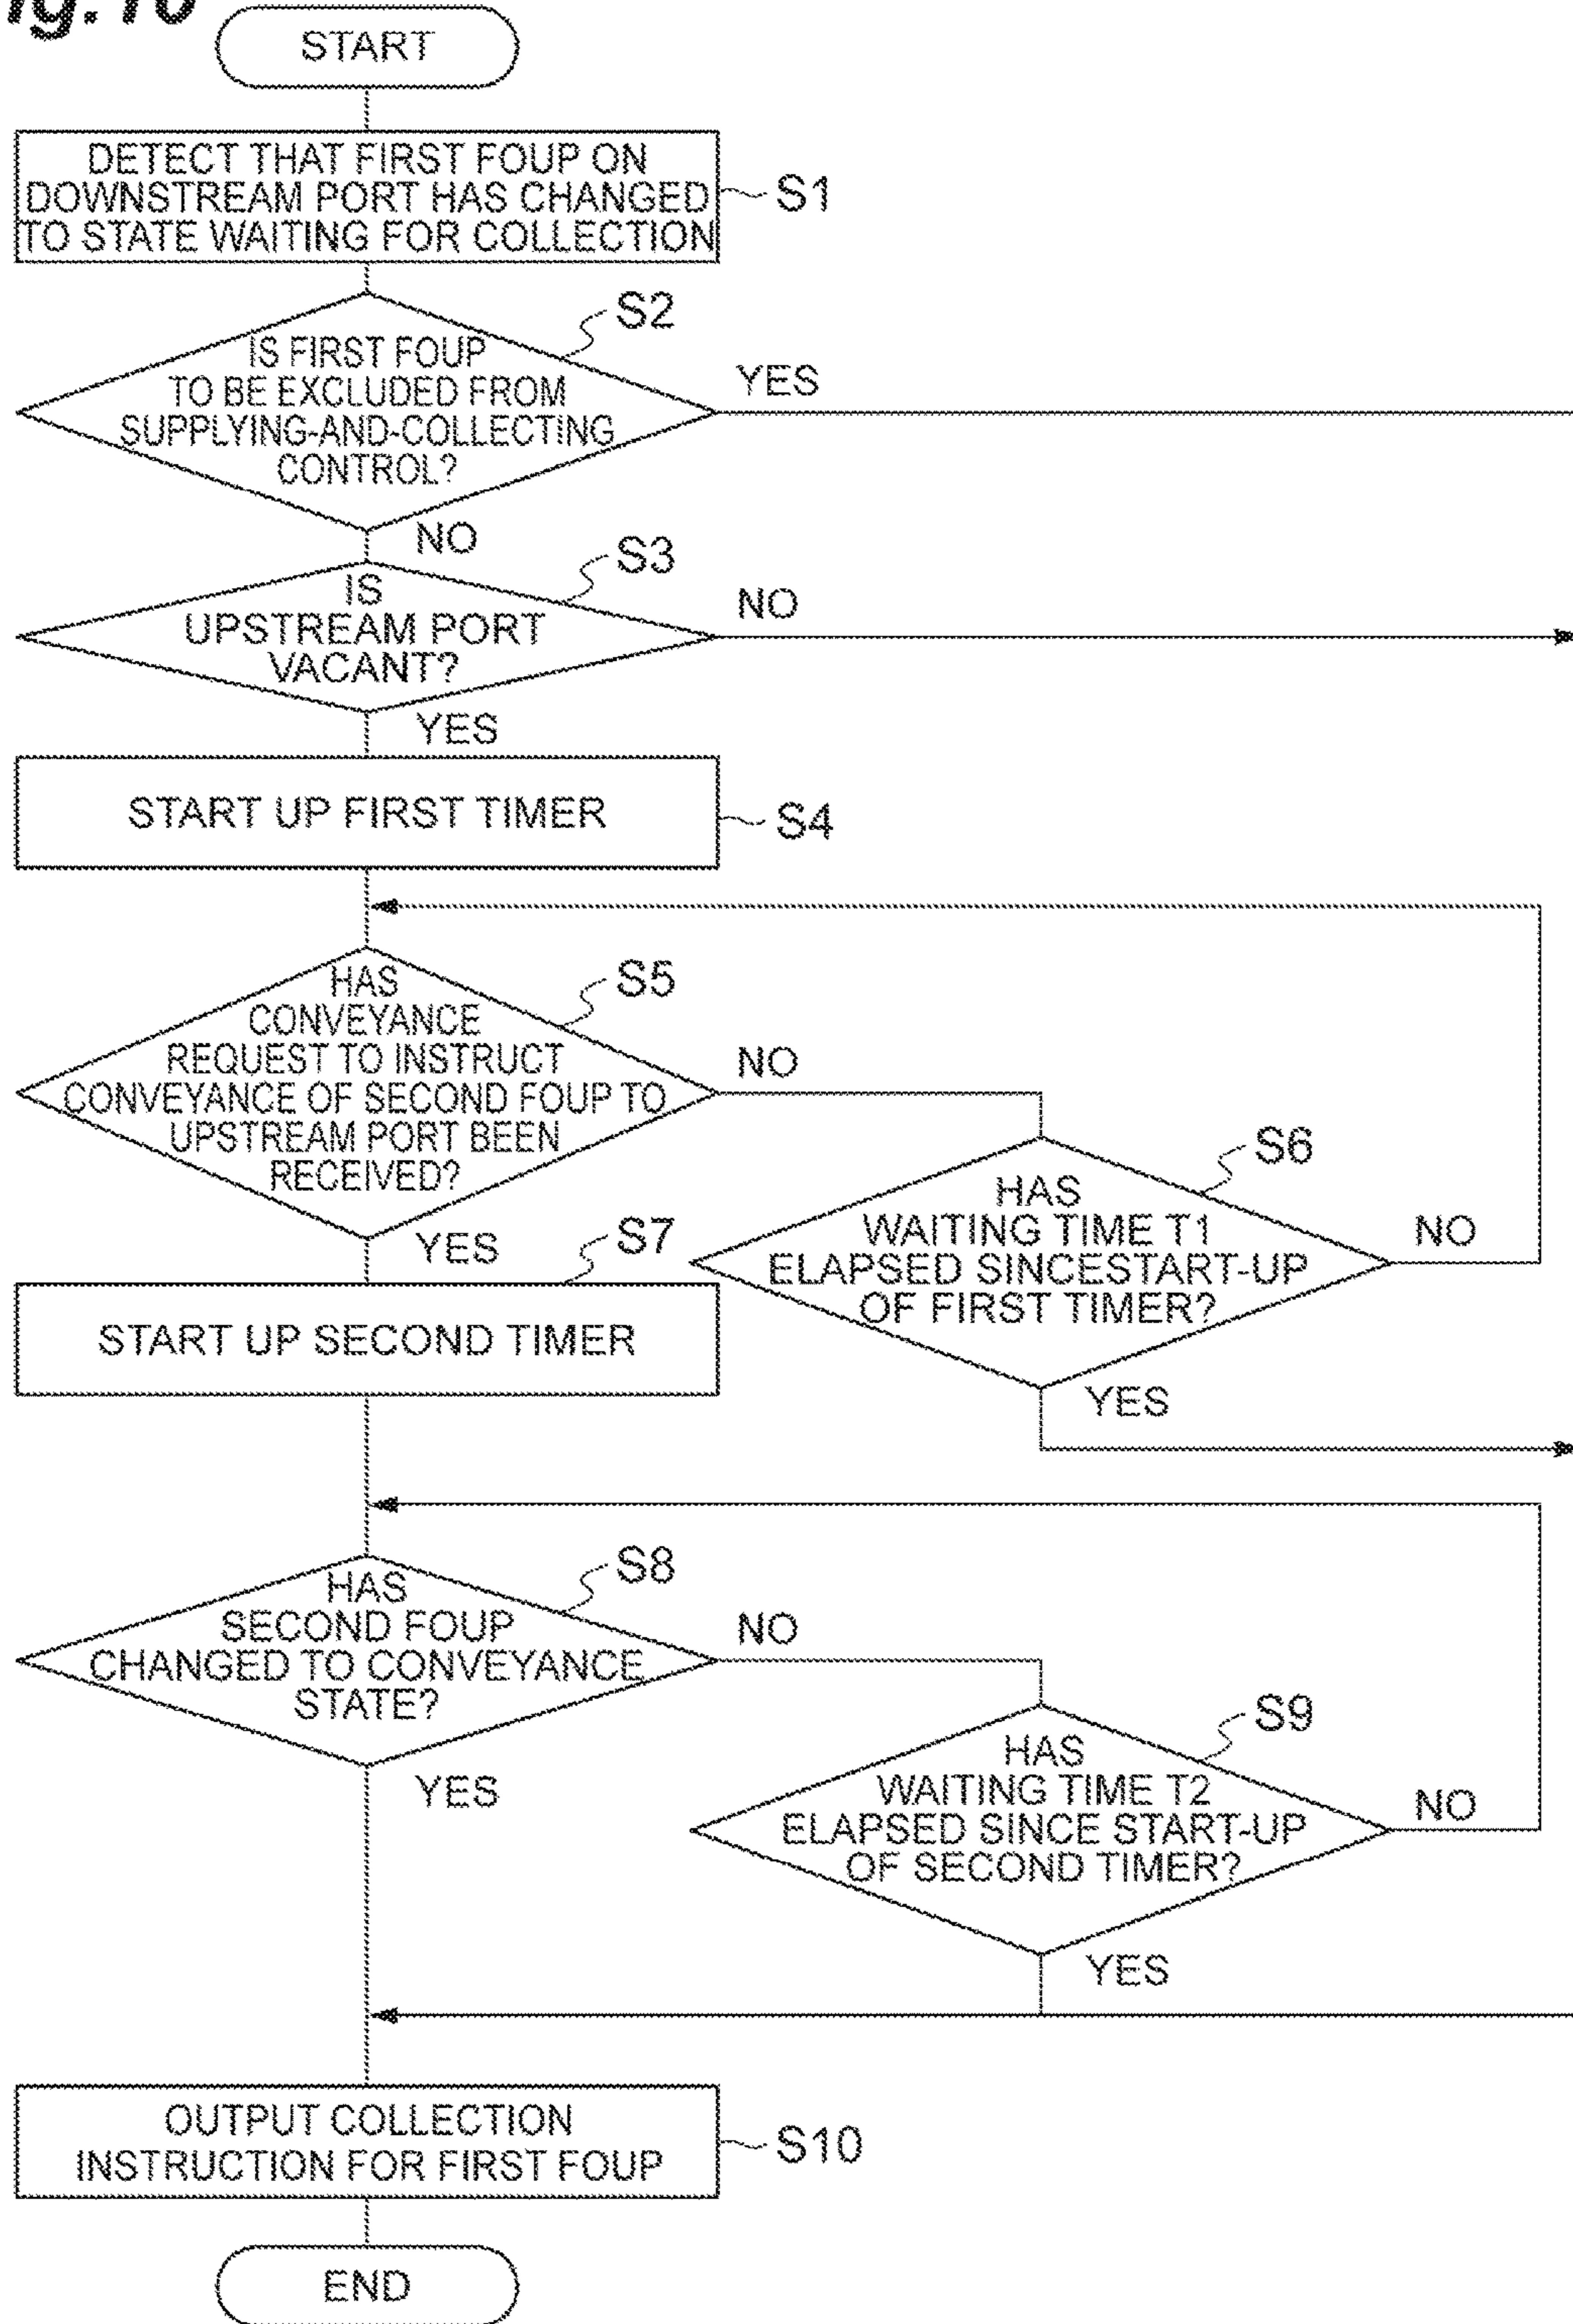 START
DETECT THAT FIRST FOUP ON
DOWNSTREAM PORT HAS CHANGED
TO STATE WAITING FOR COLLECTION
S1
S2
IS FIRST FOUP
TO BE EXCLUDED FROM
SUPPLYING-AND-COLLECTING
CONTROL?
YES
NO
S3
IS
UPSTREAM PORT
VACANT?
NO
YES
START UP FIRST TIMER
S4
S5
HAS
CONVEYANCE
REQUEST TO INSTRUCT
CONVEYANCE OF SECOND FOUP TO
UPSTREAM PORT BEEN
RECEIVED?
NO
YES
S6
HAS
WAITING TIME T1
ELAPSED SINCESTART-UP
OF FIRST TIMER?
NO
YES
S7
START UP SECOND TIMER
S8
HAS
SECOND FOUP
CHANGED TO CONVEYANCE
STATE?
NO
YES
S9
HAS
WAITING TIME T2
ELAPSED SINCE START-UP
OF SECOND TIMER?
NO
YES
OUTPUT COLLECTION
INSTRUCTION FOR FIRST FOUP
S10
END